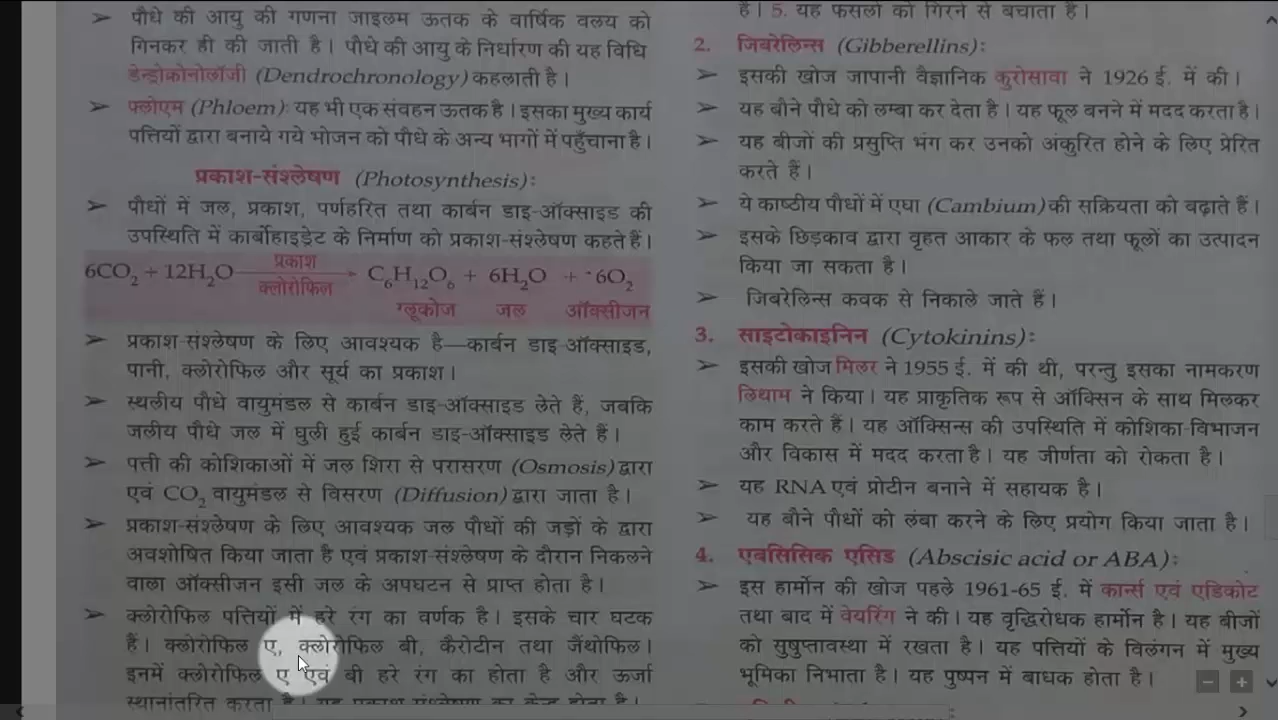 पौधे की आयु की गणना जाइलम ऊतक के वार्षिक वलय को
गिनकर ही की जाती है। पौधे की आयु के निर्धारण की यह विधि
डेन्ड्रोक्रोनोलॉजी (Dendrochronology) कहलाती है।
फ्लोएम (Phloem): यह भी एक संवहन ऊतक है। इसका मुख्य कार्य
पत्तियों द्वारा बनाये गये भोजन को पौधे के अन्य भागों में पहुँचाना है।
प्रकाश-संश्लेषण (Photosynthesis):
पौधों में जल, प्रकाश, पर्णहरित तथा कार्बन डाइ-ऑक्साइड की
उपस्थिति में कार्बोहाइड्रेट के निर्माण को प्रकाश-संश्लेषण कहते हैं।
6CO2 + 12H2O प्रकाश क्लोरोफिल C6H12O6 + 6H2O + 6O2
ग्लूकोज जल ऑक्सीजन
प्रकाश-संश्लेषण के लिए आवश्यक है—कार्बन डाइ-ऑक्साइड,
पानी, क्लोरोफिल और सूर्य का प्रकाश।
स्थलीय पौधे वायुमंडल से कार्बन डाइ-ऑक्साइड लेते हैं, जबकि
जलीय पौधे जल में घुली हुई कार्बन डाइ-ऑक्साइड लेते हैं।
पत्ती की कोशिकाओं में जल शिरा से परासरण (Osmosis) द्वारा
एवं CO2 वायुमंडल से विसरण (Diffusion) द्वारा जाता है।
प्रकाश-संश्लेषण के लिए आवश्यक जल पौधों की जड़ों के द्वारा
अवशोषित किया जाता है एवं प्रकाश-संश्लेषण के दौरान निकलने
वाला ऑक्सीजन इसी जल के अपघटन से प्राप्त होता है।
क्लोरोफिल पत्तियों में हरे रंग का वर्णक है। इसके चार घटक
हैं। क्लोरोफिल ए, क्लोरोफिल बी, कैरोटीन तथा जैंथोफिल।
इनमें क्लोरोफिल ए एवं बी हरे रंग का होता है और ऊर्जा
स्थानांतरित करता है। यह प्रकाश संश्लेषण का केन्द्र होता है।
है। 5. यह फसलों को गिरने से बचाता है।
2. जिबरेलिन्स (Gibberellins):
इसकी खोज जापानी वैज्ञानिक कुरोसावा ने 1926 ई. में की।
यह बौने पौधे को लम्बा कर देता है। यह फूल बनने में मदद करता है।
यह बीजों की प्रसुप्ति भंग कर उनको अंकुरित होने के लिए प्रेरित
करते हैं।
ये काष्ठीय पौधों में एधा (Cambium) की सक्रियता को बढ़ाते हैं।
इसके छिड़काव द्वारा वृहत आकार के फल तथा फूलों का उत्पादन
किया जा सकता है।
जिबरेलिन्स कवक से निकाले जाते हैं।
3. साइटोकाइनिन (Cytokinins):
इसकी खोज मिलर ने 1955 ई. में की थी, परन्तु इसका नामकरण
लिथाम ने किया। यह प्राकृतिक रूप से ऑक्सिन के साथ मिलकर
काम करते हैं। यह ऑक्सिन्स की उपस्थिति में कोशिका-विभाजन
और विकास में मदद करता है। यह जीर्णता को रोकता है।
यह RNA एवं प्रोटीन बनाने में सहायक है।
यह बौने पौधों को लंबा करने के लिए प्रयोग किया जाता है।
4. एबसिसिक एसिड (Abscisic acid or ABA):
इस हार्मोन की खोज पहले 1961-65 ई. में कार्न्स एवं एडिकोट
तथा बाद में वेयरिंग ने की। यह वृद्धिरोधक हार्मोन है। यह बीजों
को सुषुप्तावस्था में रखता है। यह पत्तियों के विलंगन में मुख्य
भूमिका निभाता है। यह पुष्पन में बाधक होता है।